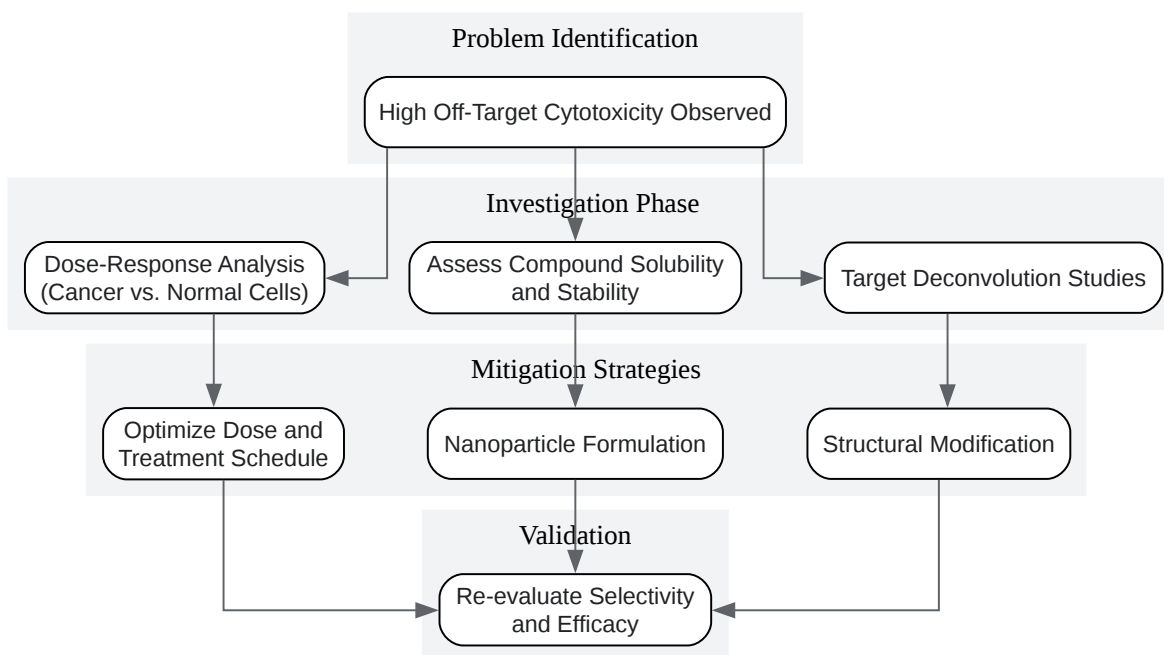 Problem Identification
High Off-Target Cytotoxicity Observed
Investigation Phase
Dose-Response Analysis
(Cancer vs. Normal Cells)
Assess Compound Solubility
and Stability
Target Deconvolution Studies
Mitigation Strategies
Optimize Dose and
Treatment Schedule
Nanoparticle Formulation
Structural Modification
Validation
Re-evaluate Selectivity
and Efficacy